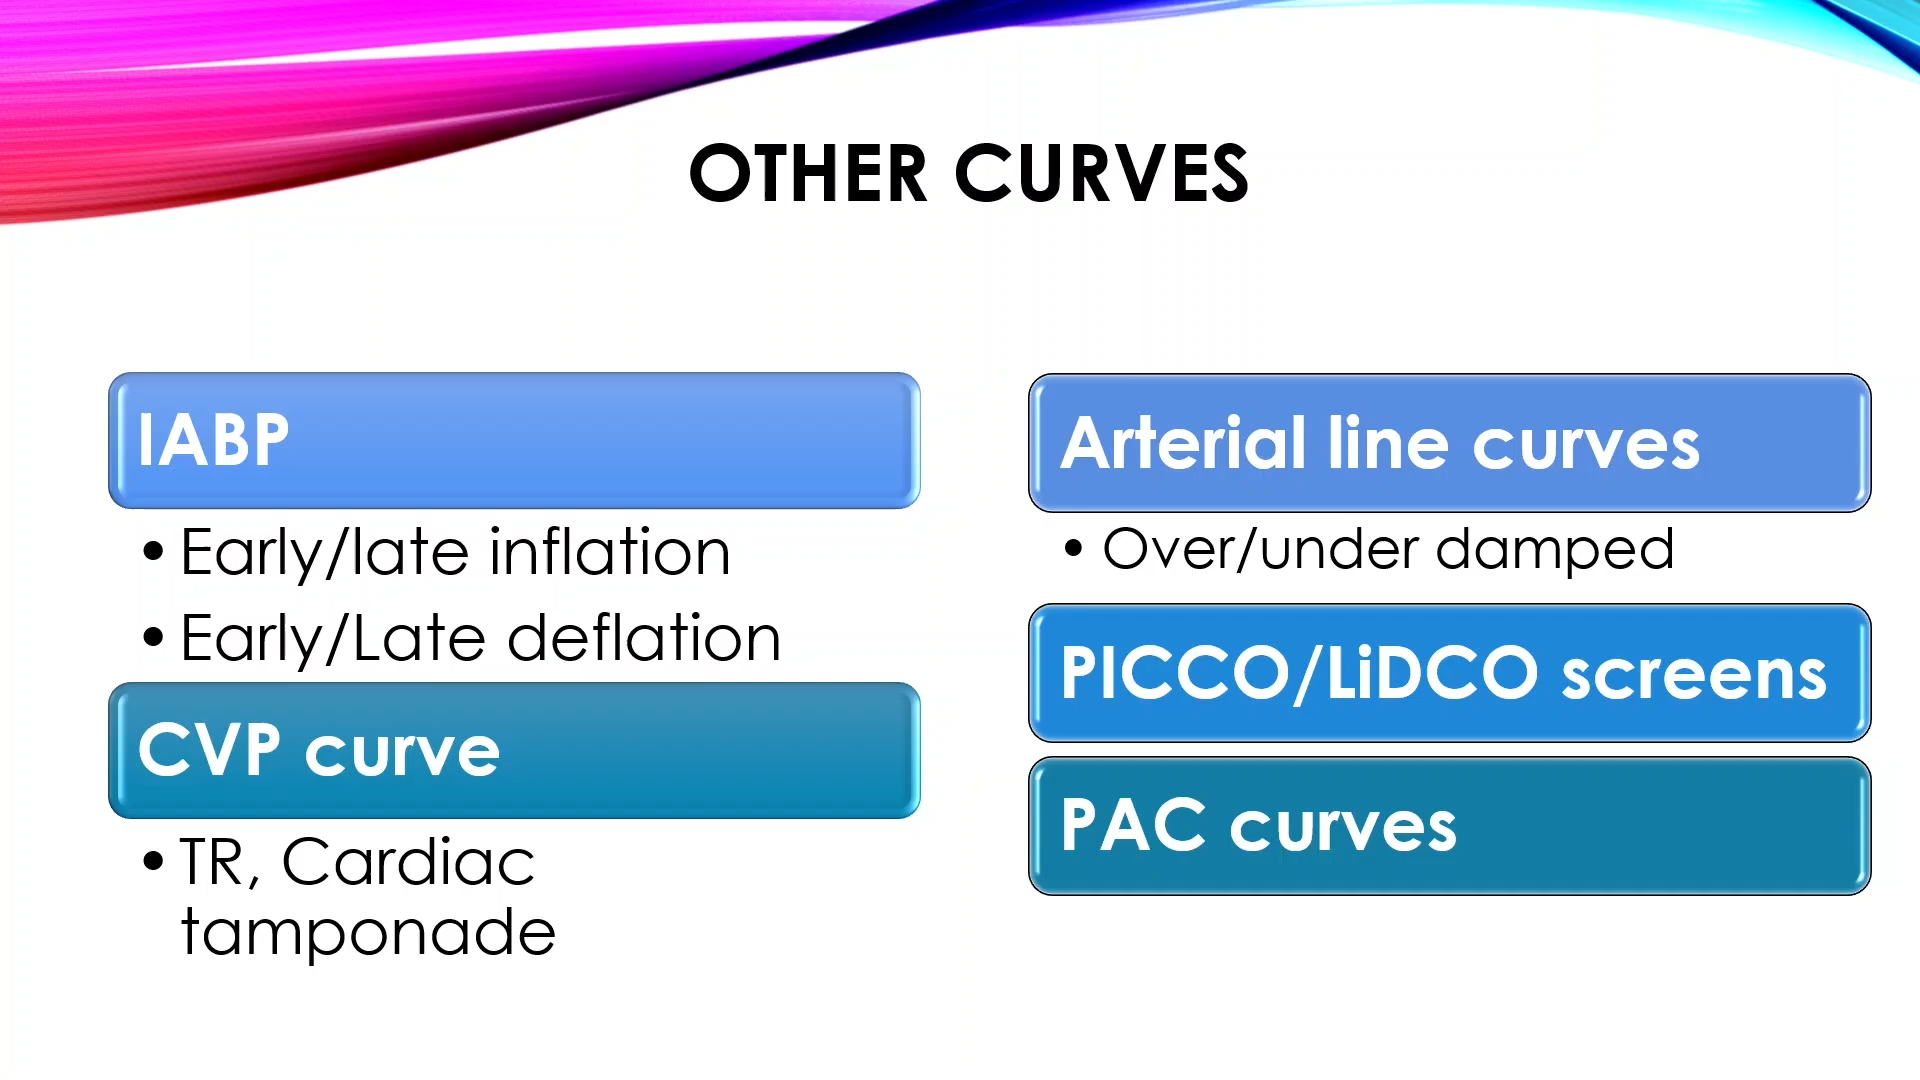 OTHER CURVES
IABP
• Early/late inflation
• Early/Late deflation
CVP curve
• TR, Cardiac
tamponade
Arterial line curves
• Over/under damped
PICCO/LiDCO screens
PAC curves